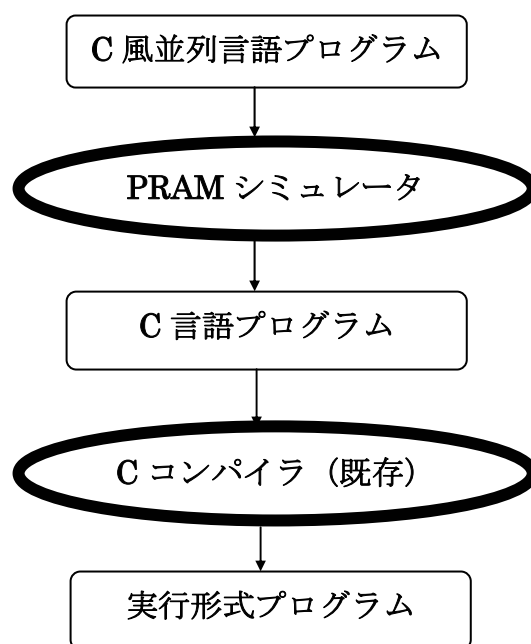 C 風並列言語プログラム
PRAM シミュレータ
C 言語プログラム
C コンパイラ（既存）
実行形式プログラム